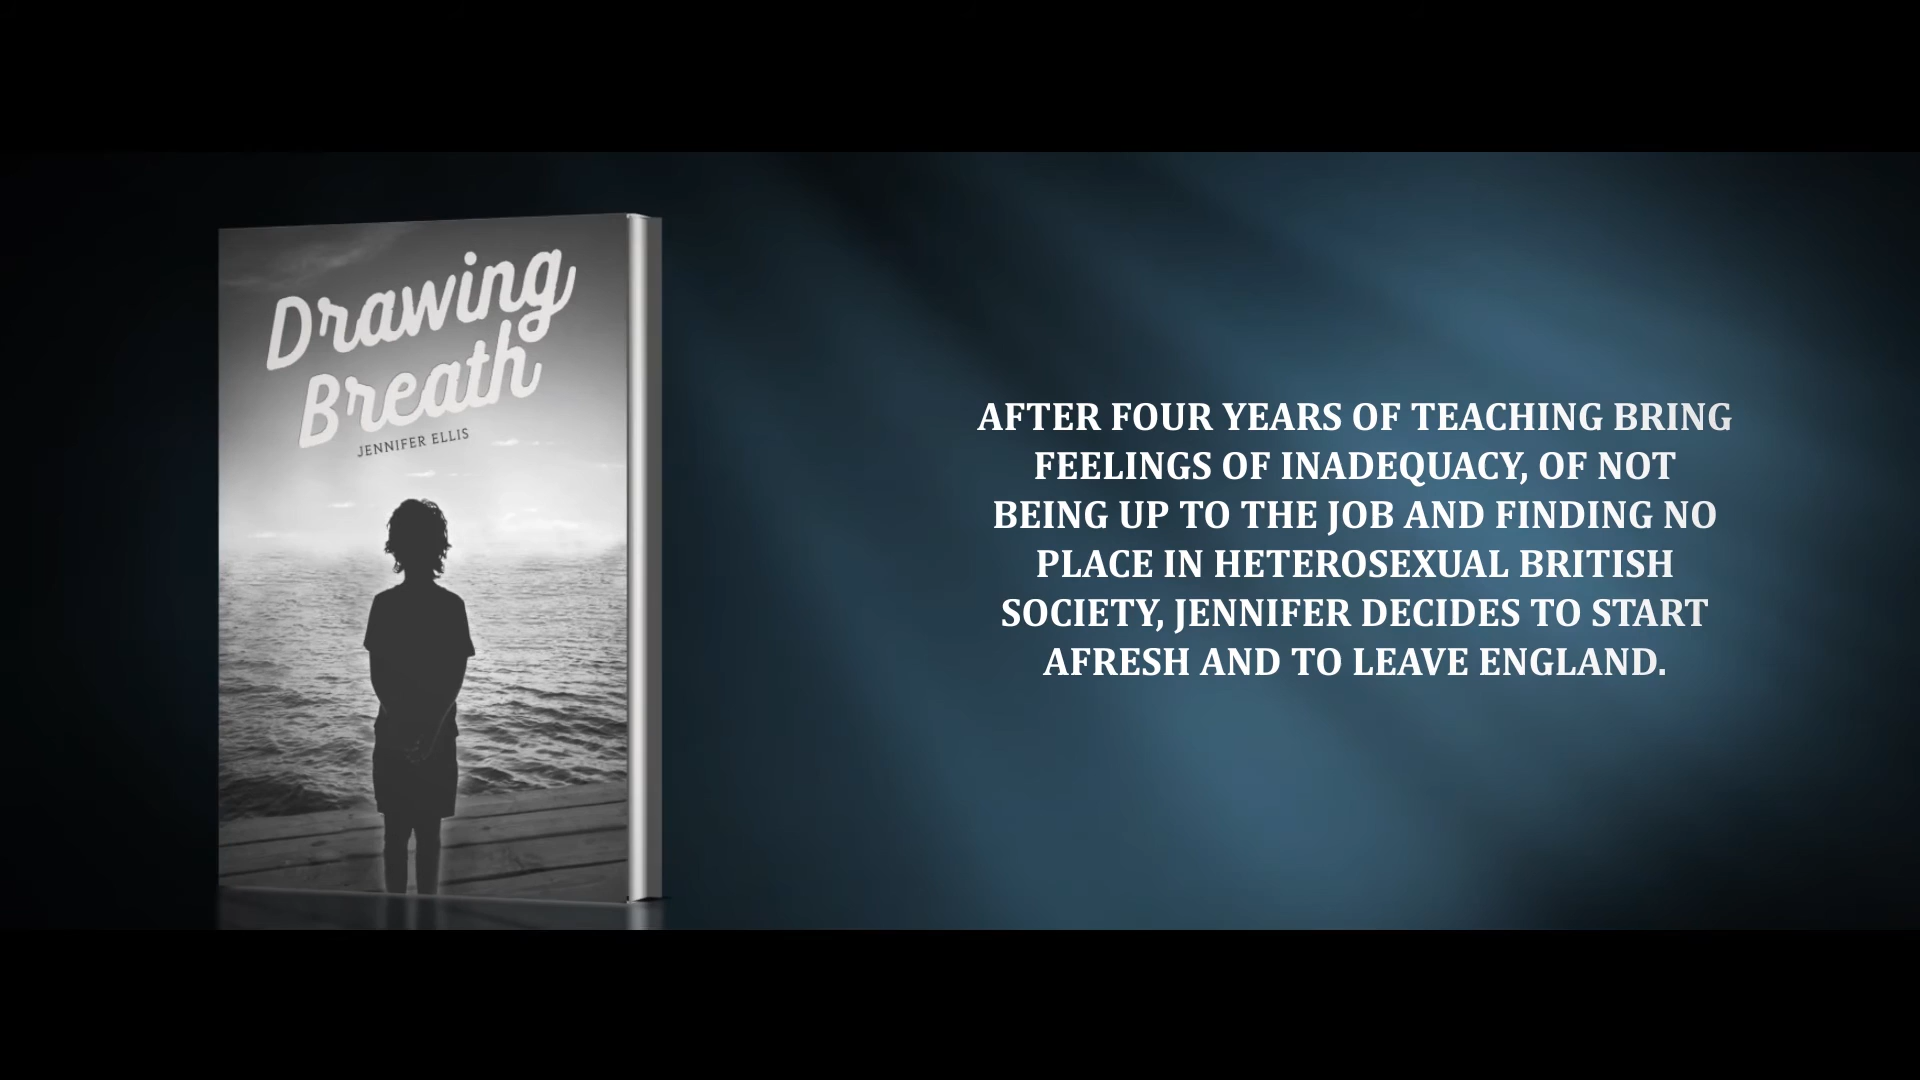 Drawing
Breath
JENNIFER ELLIS
AFTER FOUR YEARS OF TEACHING BRING
FEELINGS OF INADEQUACY, OF NOT
BEING UP TO THE JOB AND FINDING NO
PLACE IN HETEROSEXUAL BRITISH
SOCIETY, JENNIFER DECIDES TO START
AFRESH AND TO LEAVE ENGLAND.